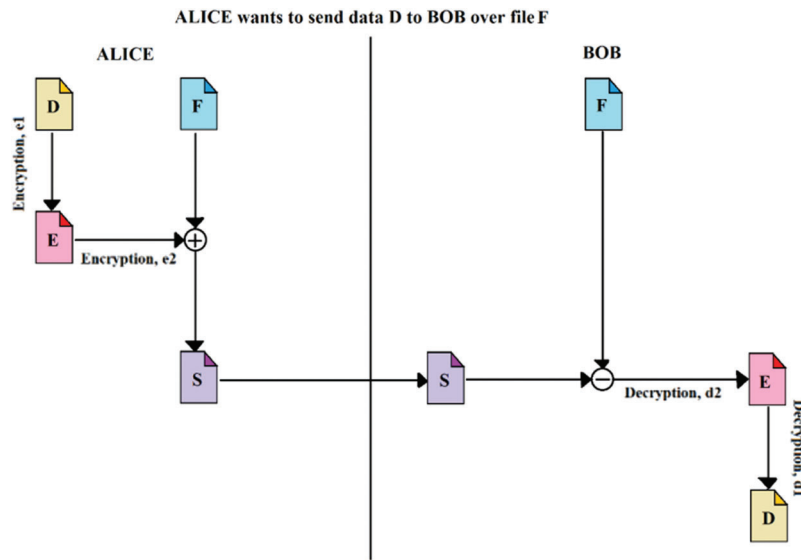 ALICE wants to send data D to BOB over file F
ALICE
BOB
D
F
F
Encryption, e1
E
+
Encryption, e2
S
S
−
Decryption, d2
E
Decryption, d1
D